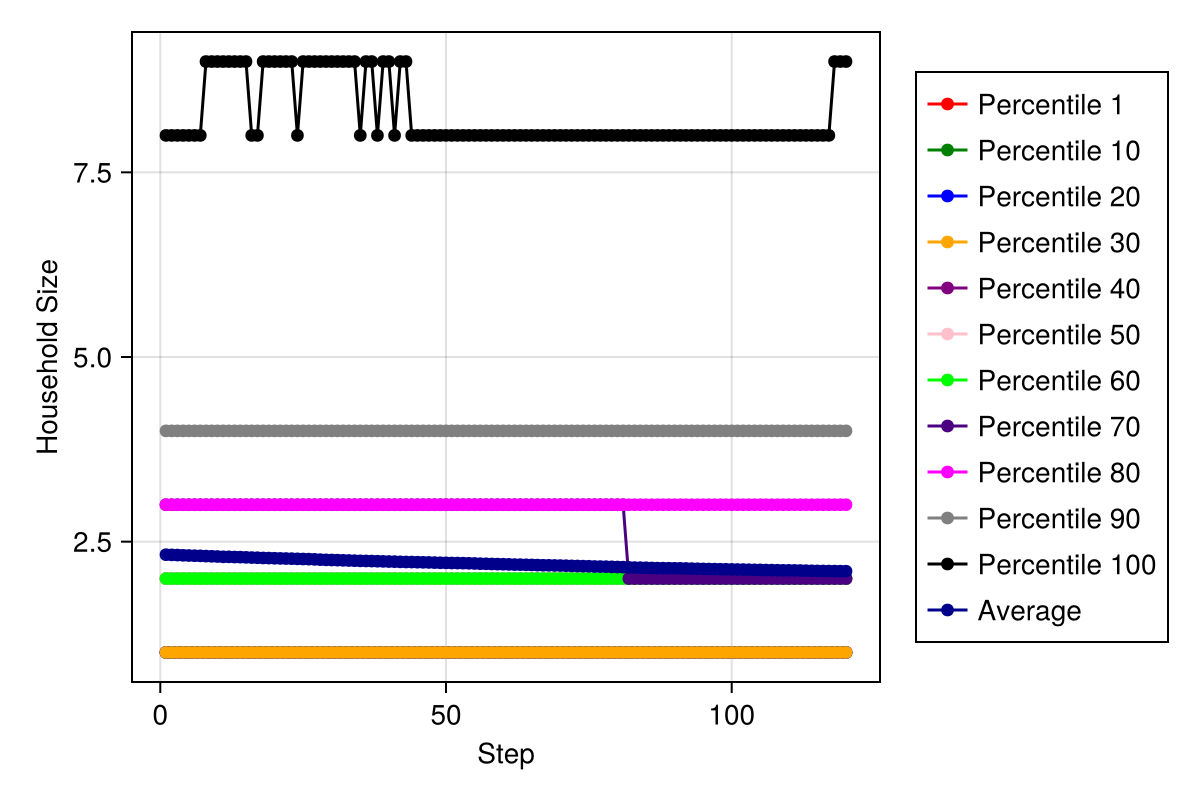 7.5
5.0
2.5
Household Size
0
50
100
Step
Percentile 1
Percentile 10
Percentile 20
Percentile 30
Percentile 40
Percentile 50
Percentile 60
Percentile 70
Percentile 80
Percentile 90
Percentile 100
Average